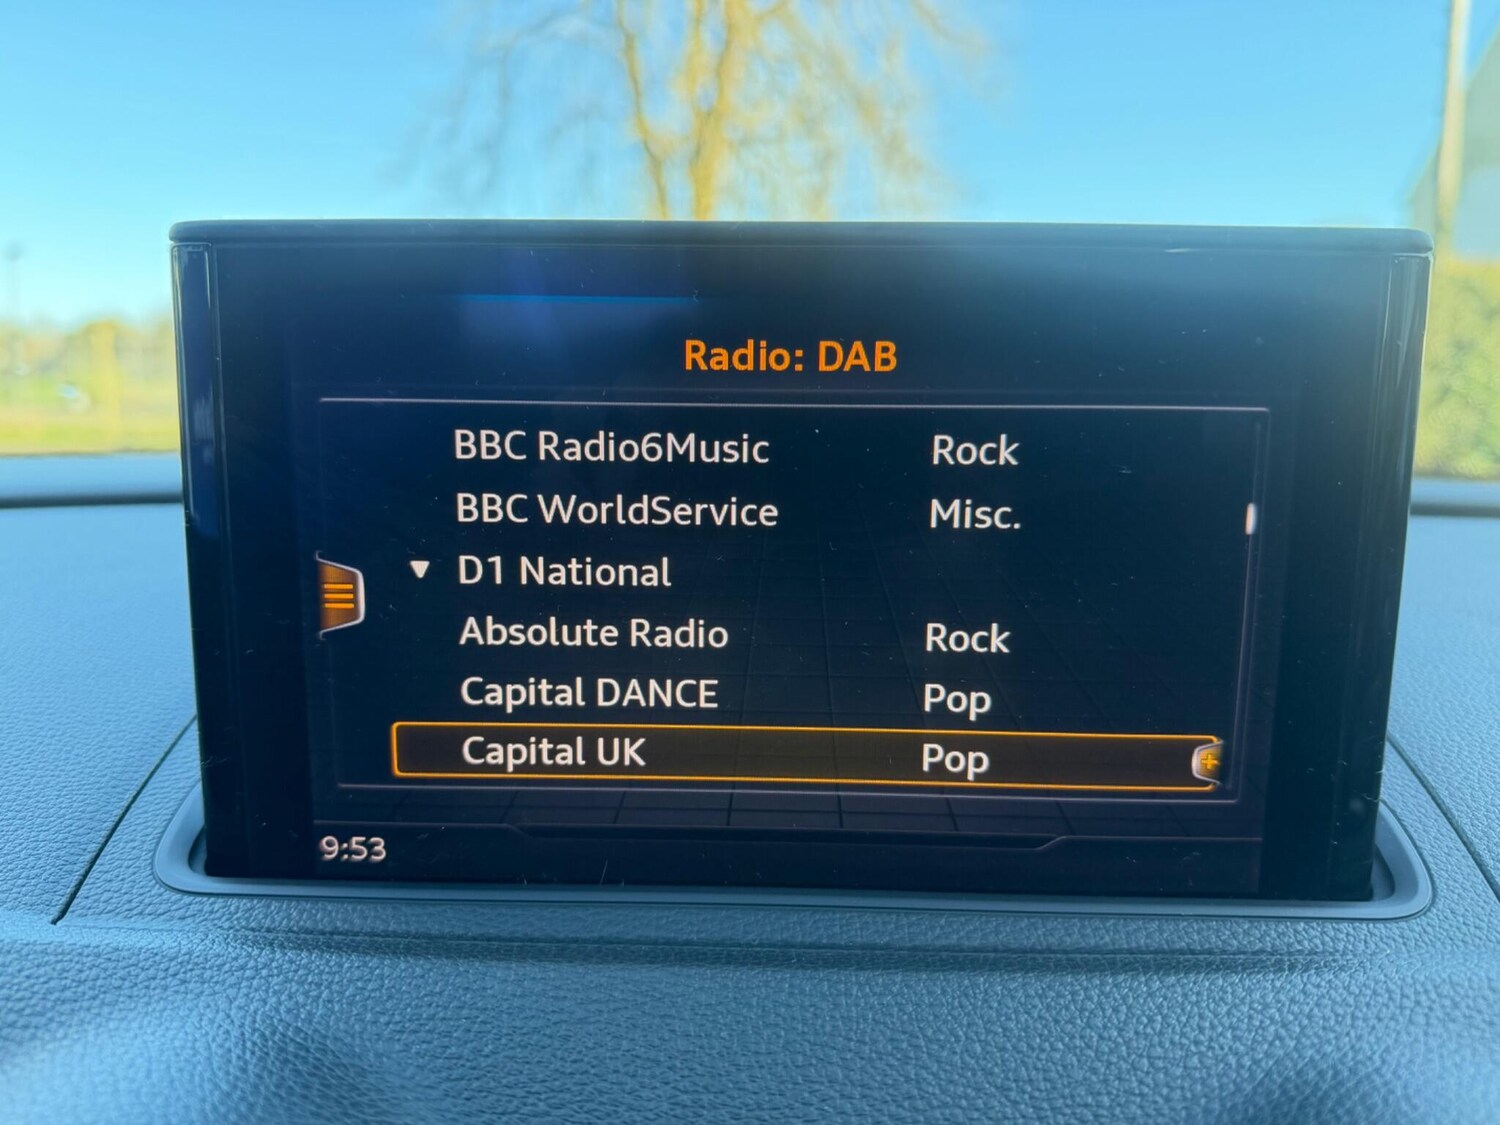 Radio: DAB
BBC Radio6Music Rock
BBC WorldService Misc.
▼ D1 National
Absolute Radio Rock
Capital DANCE Pop
Capital UK Pop
9:53